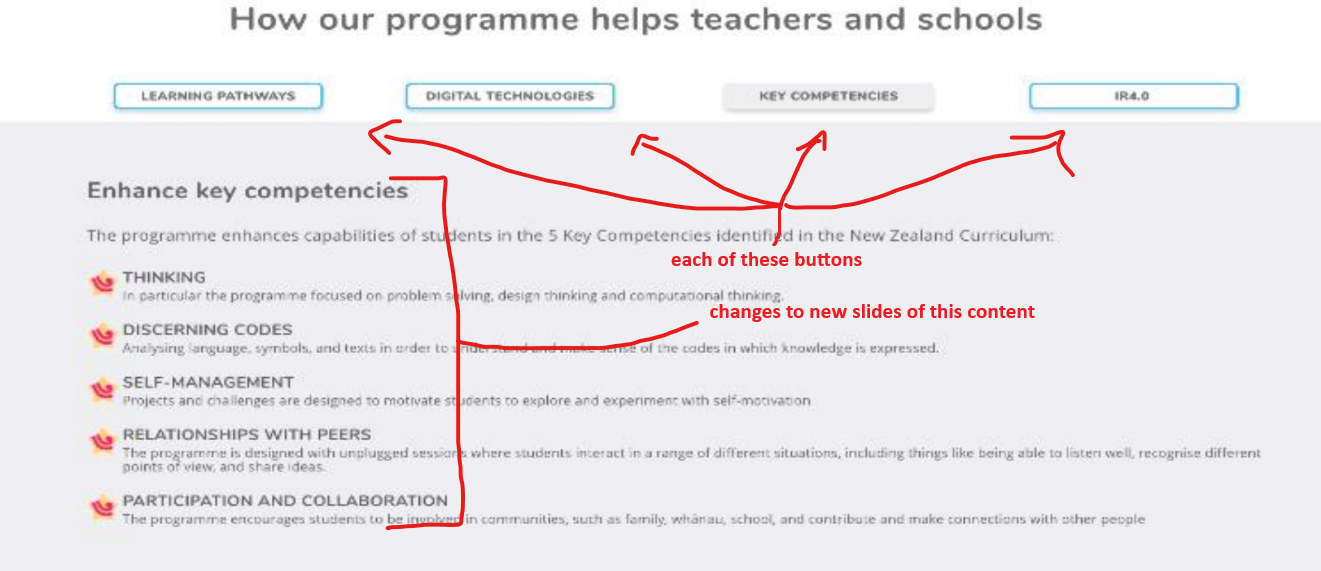 How our programme helps teachers and schools
LEARNING PATHWAYS
DIGITAL TECHNOLOGIES
KEY COMPETENCIES
IR4.0
Enhance key competencies
The programme enhances capabilities of students in the 5 Key Competencies identified in the New Zealand Curriculum:
each of these buttons
THINKING
In particular the programme focused on problem solving, design thinking and computational thinking.
changes to new slides of this content
DISCERNING CODES
Analysing language, symbols, and texts in order to understand and make sense of the codes in which knowledge is expressed.
SELF-MANAGEMENT
Projects and challenges are designed to motivate students to explore and experiment with self-motivation
RELATIONSHIPS WITH PEERS
The programme is designed with unplugged sessions where students interact in a range of different situations, including things like being able to listen well, recognise different
points of view, and share ideas.
PARTICIPATION AND COLLABORATION
The programme encourages students to be involved in communities, such as family, whānau, school, and contribute and make connections with other people